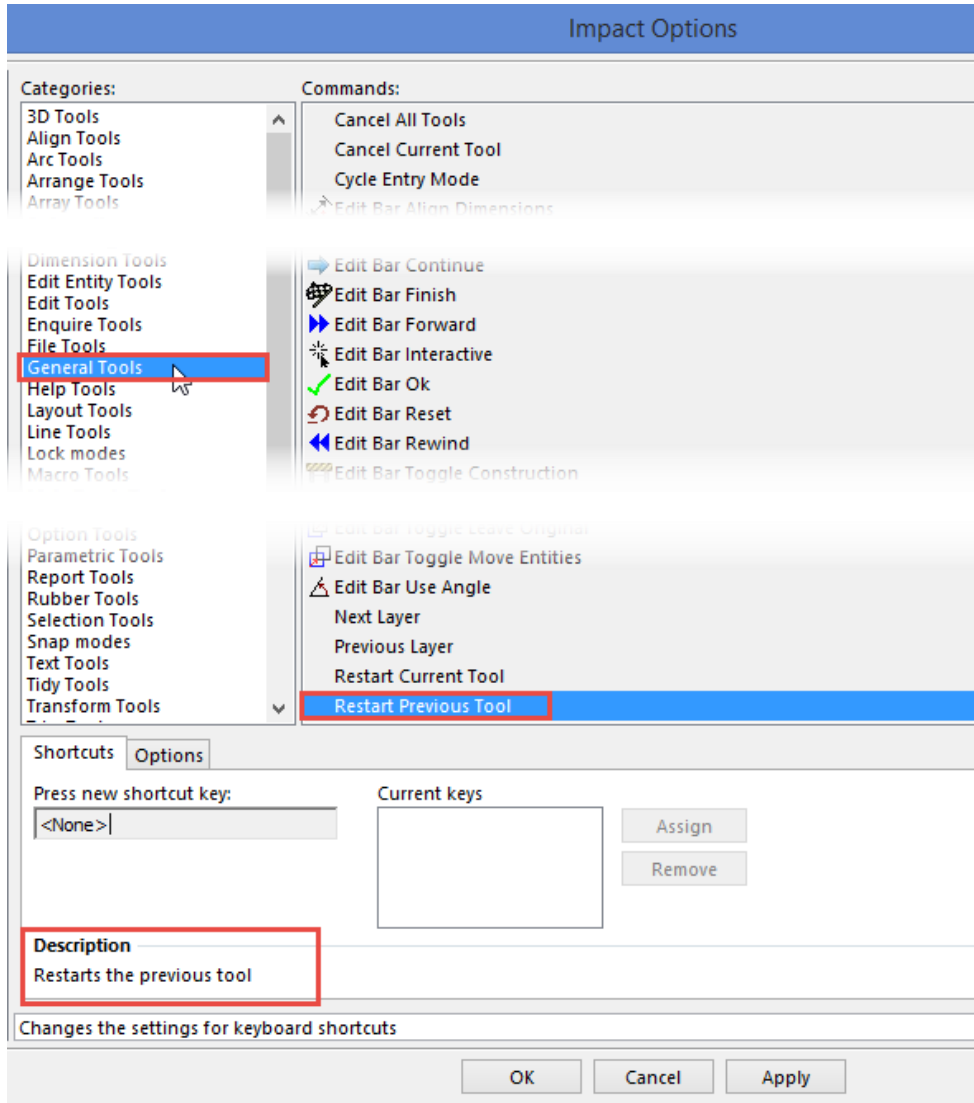 Impact Options
Categories:
3D Tools
Align Tools
Arc Tools
Arrange Tools
Array Tools
Dimension Tools
Edit Entity Tools
Edit Tools
Enquire Tools
File Tools
General Tools
Help Tools
Layout Tools
Line Tools
Lock modes
Macro Tools
Option Tools
Parametric Tools
Report Tools
Rubber Tools
Selection Tools
Snap modes
Text Tools
Tidy Tools
Transform Tools
Commands:
Cancel All Tools
Cancel Current Tool
Cycle Entry Mode
Edit Bar Align Dimensions
Edit Bar Continue
Edit Bar Finish
Edit Bar Forward
Edit Bar Interactive
Edit Bar Ok
Edit Bar Reset
Edit Bar Rewind
Edit Bar Toggle Construction
Edit Bar Toggle Leave Original
Edit Bar Toggle Move Entities
Edit Bar Use Angle
Next Layer
Previous Layer
Restart Current Tool
Restart Previous Tool
Shortcuts
Options
Press new shortcut key:
<None>
Current keys
Assign
Remove
Description
Restarts the previous tool
Changes the settings for keyboard shortcuts
OK
Cancel
Apply